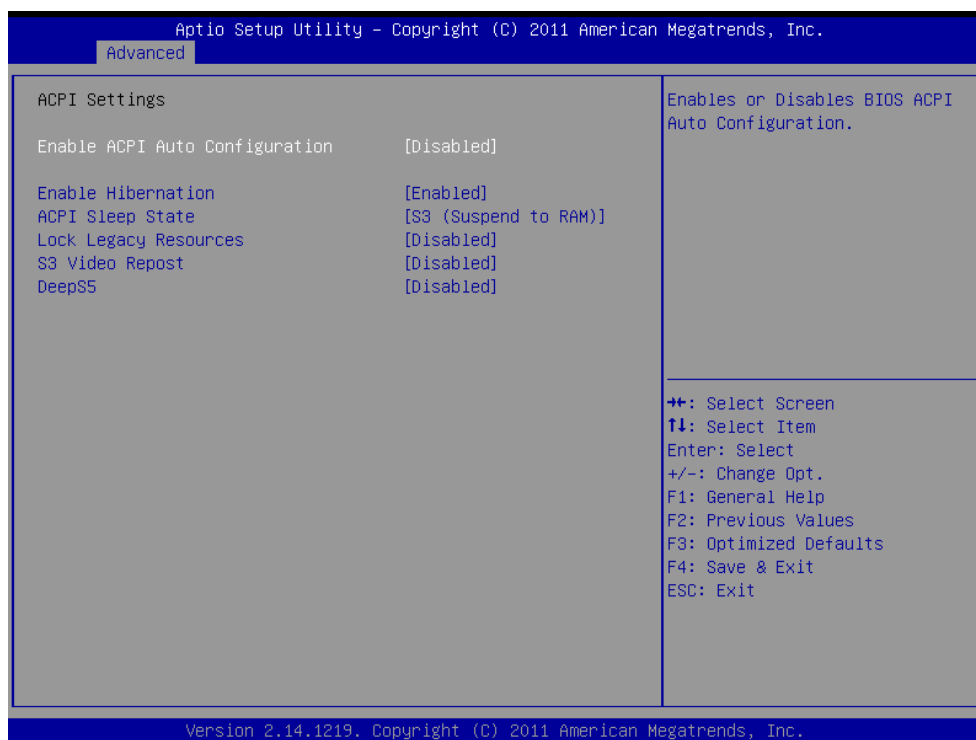 Aptio Setup Utility – Copyright (C) 2011 American Megatrends, Inc.
Advanced
ACPI Settings
Enable ACPI Auto Configuration [Disabled]
Enable Hibernation [Enabled]
ACPI Sleep State [S3 (Suspend to RAM)]
Lock Legacy Resources [Disabled]
S3 Video Repost [Disabled]
DeepS5 [Disabled]
Enables or Disables BIOS ACPI
Auto Configuration.
→←: Select Screen
↑↓: Select Item
Enter: Select
+/-: Change Opt.
F1: General Help
F2: Previous Values
F3: Optimized Defaults
F4: Save & Exit
ESC: Exit
Version 2.14.1219. Copyright (C) 2011 American Megatrends, Inc.